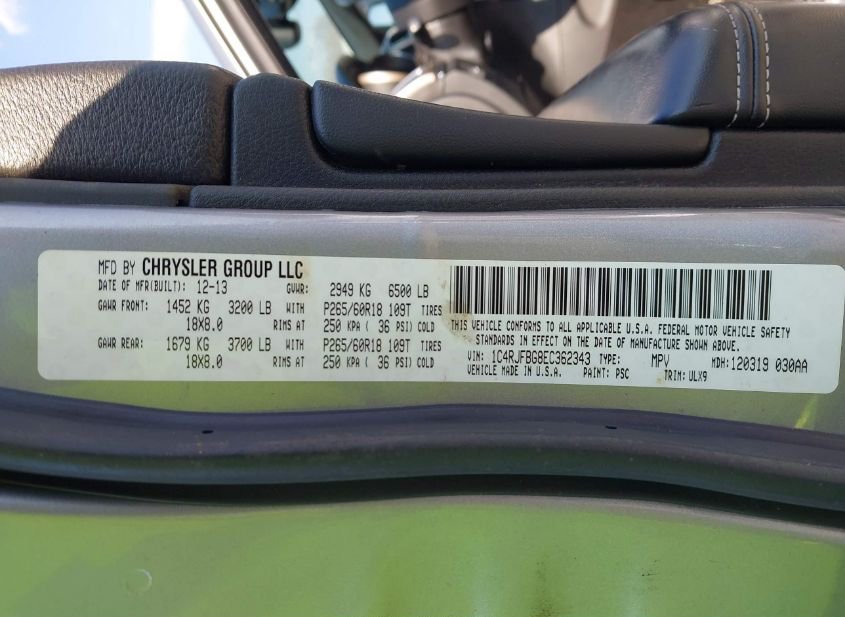 MFD BY CHRYSLER GROUP LLC
DATE OF MFR(BUILT): 12-13 GVWR: 2949 KG 6500 LB
GAWR FRONT: 1452 KG 3200 LB WITH P265/60R18 109T TIRES
18X8.0 RIMS AT 250 KPA ( 36 PSI) COLD
GAWR REAR: 1679 KG 3700 LB WITH P265/60R18 109T TIRES
18X8.0 RIMS AT 250 KPA ( 36 PSI) COLD
THIS VEHICLE CONFORMS TO ALL APPLICABLE U.S.A. FEDERAL MOTOR VEHICLE SAFETY
STANDARDS IN EFFECT ON THE DATE OF MANUFACTURE SHOWN ABOVE.
VIN: 1C4RJFBG8EC362343 TYPE: MPV MDH: 120319 030AA
VEHICLE MADE IN U.S.A. PAINT: PSC TRIM: ULX9